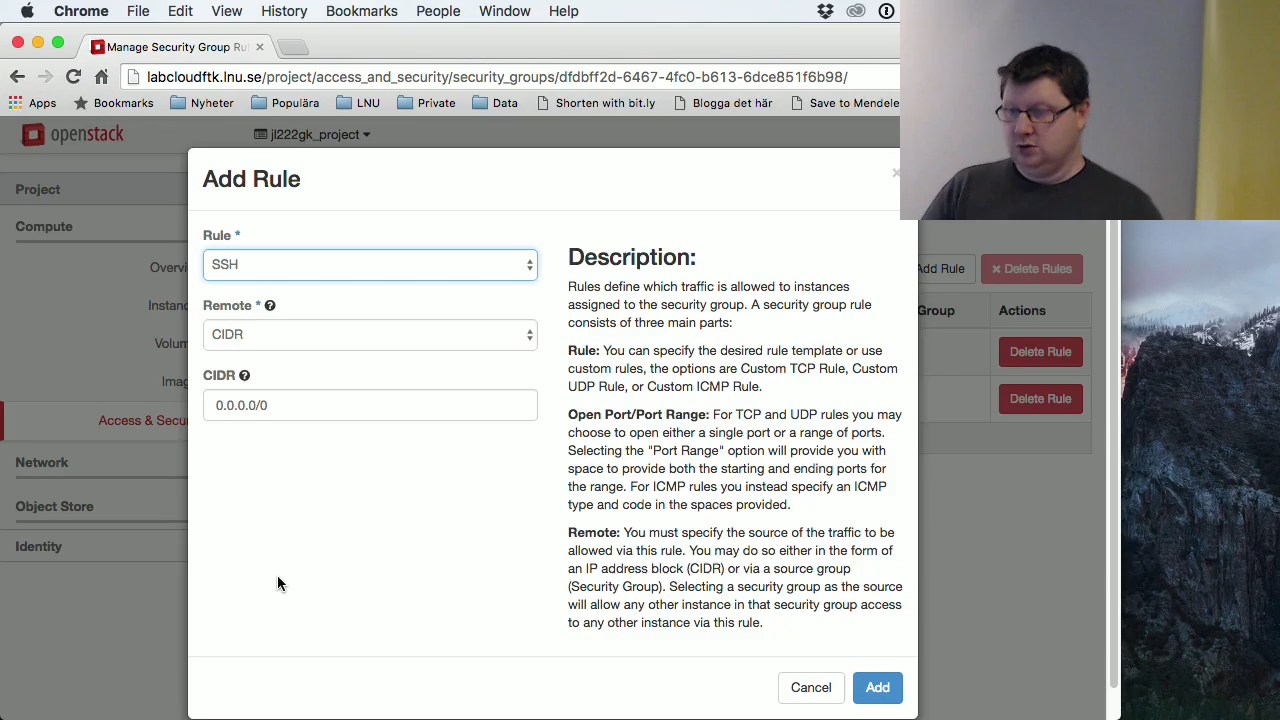 Chrome File Edit View History Bookmarks People Window Help
Manage Security Group Ru
labcloudftk.lnu.se/project/access_and_security/security_groups/dfdbff2d-6467-4fc0-b613-6dce851f6b98/
Apps Bookmarks Nyheter Populära LNU Private Data Shorten with bit.ly Blogga det här Save to Mendele
openstack jl222gk_project
Project
Compute
Overvi
Instanc
Volum
Imag
Access & Secu
Network
Object Store
Identity
Add Rule
Rule *
SSH
Remote *
CIDR
CIDR
0.0.0.0/0
Description:
Rules define which traffic is allowed to instances
assigned to the security group. A security group rule
consists of three main parts:
Rule: You can specify the desired rule template or use
custom rules, the options are Custom TCP Rule, Custom
UDP Rule, or Custom ICMP Rule.
Open Port/Port Range: For TCP and UDP rules you may
choose to open either a single port or a range of ports.
Selecting the "Port Range" option will provide you with
space to provide both the starting and ending ports for
the range. For ICMP rules you instead specify an ICMP
type and code in the spaces provided.
Remote: You must specify the source of the traffic to be
allowed via this rule. You may do so either in the form of
an IP address block (CIDR) or via a source group
(Security Group). Selecting a security group as the source
will allow any other instance in that security group access
to any other instance via this rule.
Cancel Add
Add Rule Delete Rules
Group Actions
Delete Rule
Delete Rule